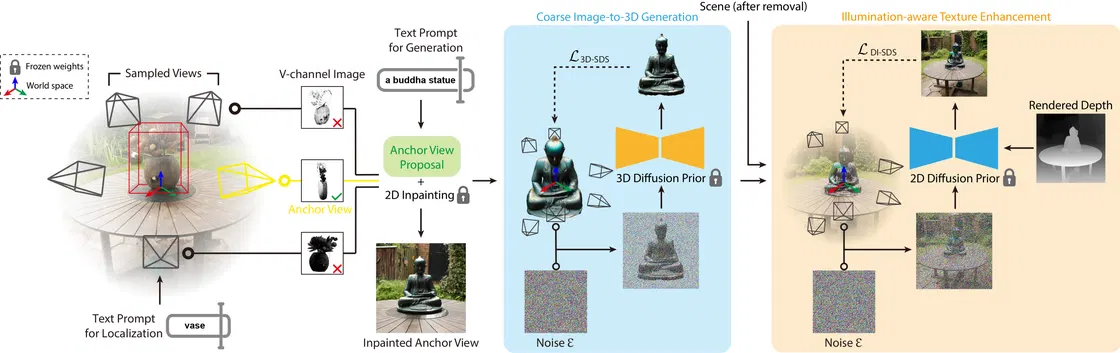 Frozen weights
World space
Sampled Views
V-channel Image
Anchor View
Text Prompt
for Localization
vase
Text Prompt
for Generation
a buddha statue
Anchor View
Proposal
+
2D Inpainting
Inpainted Anchor View
Coarse Image-to-3D Generation
ℒ3D-SDS
3D Diffusion Prior
Noise ℰ
Scene (after removal)
Illumination-aware Texture Enhancement
ℒDI-SDS
Rendered Depth
2D Diffusion Prior
Noise ℰ